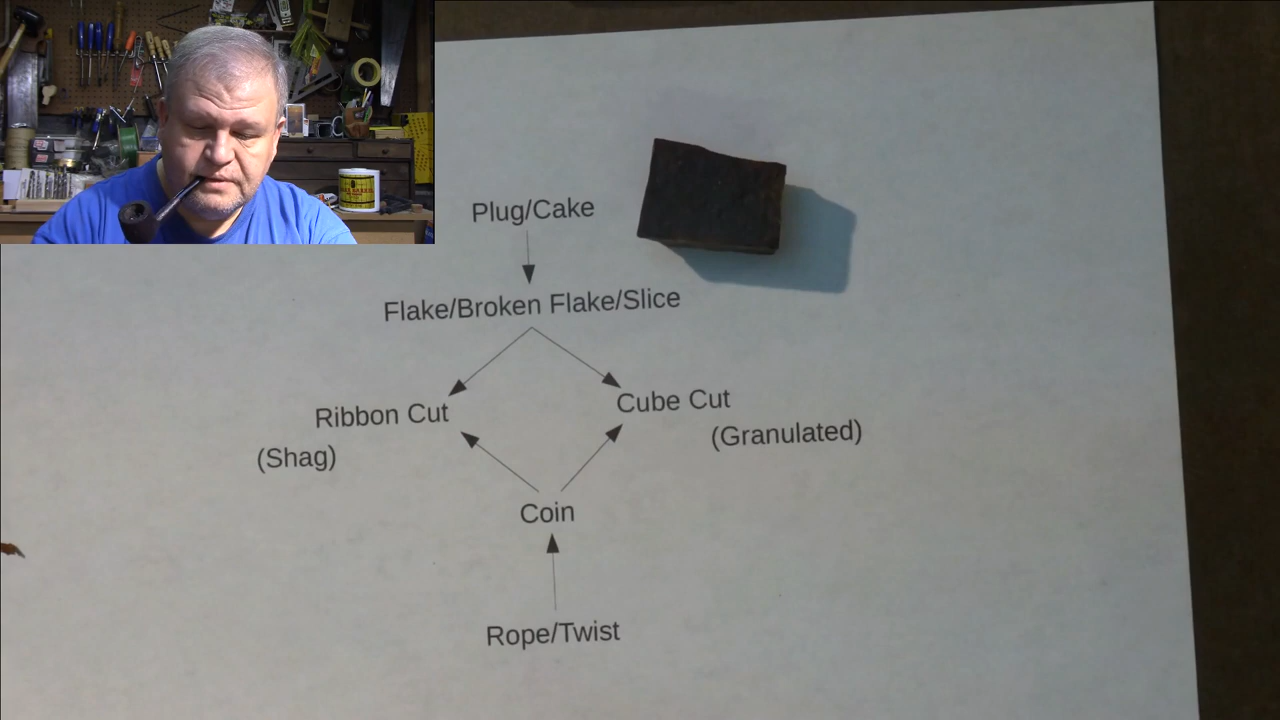 Plug/Cake
Flake/Broken Flake/Slice
Ribbon Cut
Cube Cut
(Shag)
(Granulated)
Coin
Rope/Twist